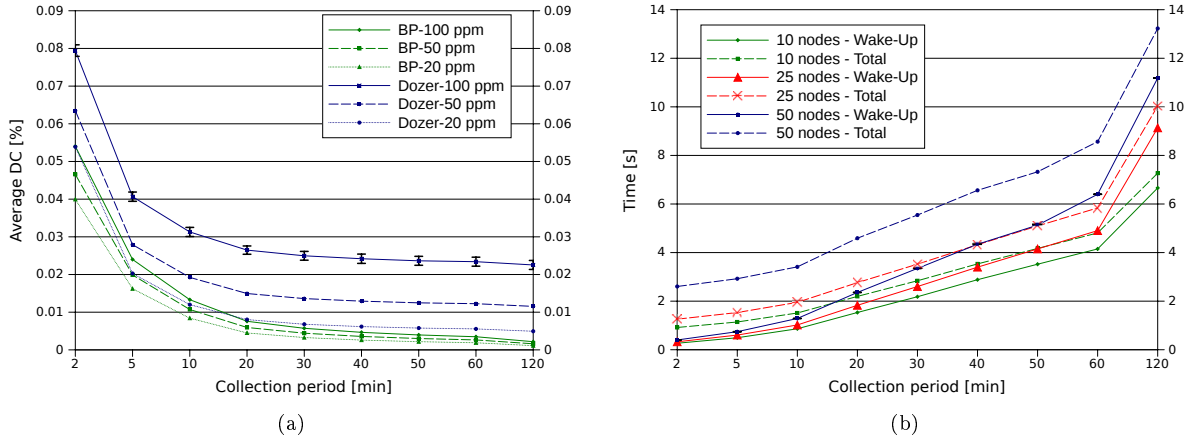 0.09
0.08
0.07
0.06
0.05
0.04
0.03
0.02
0.01
0
0.09
0.08
0.07
0.06
0.05
0.04
0.03
0.02
0.01
0
Average DC [%]
BP-100 ppm
BP-50 ppm
BP-20 ppm
Dozer-100 ppm
Dozer-50 ppm
Dozer-20 ppm
2 5 10 20 30 40 50 60 120
Collection period [min]
(a)
14
12
10
8
6
4
2
0
14
12
10
8
6
4
2
0
Time [s]
10 nodes - Wake-Up
10 nodes - Total
25 nodes - Wake-Up
25 nodes - Total
50 nodes - Wake-Up
50 nodes - Total
2 5 10 20 30 40 50 60 120
Collection period [min]
(b)